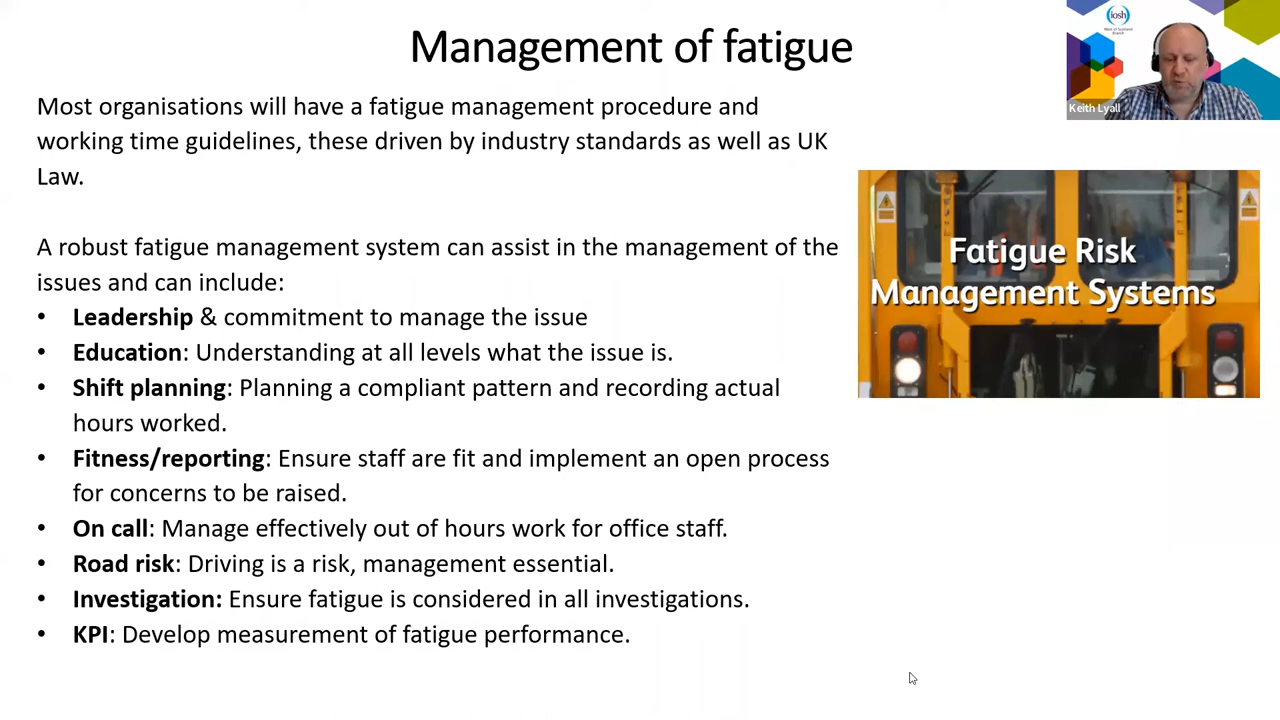 Management of fatigue
iosh
Keith Lyall
Most organisations will have a fatigue management procedure and
working time guidelines, these driven by industry standards as well as UK
Law.
A robust fatigue management system can assist in the management of the
issues and can include:
• Leadership & commitment to manage the issue
• Education: Understanding at all levels what the issue is.
• Shift planning: Planning a compliant pattern and recording actual
hours worked.
• Fitness/reporting: Ensure staff are fit and implement an open process
for concerns to be raised.
• On call: Manage effectively out of hours work for office staff.
• Road risk: Driving is a risk, management essential.
• Investigation: Ensure fatigue is considered in all investigations.
• KPI: Develop measurement of fatigue performance.
Fatigue Risk
Management Systems